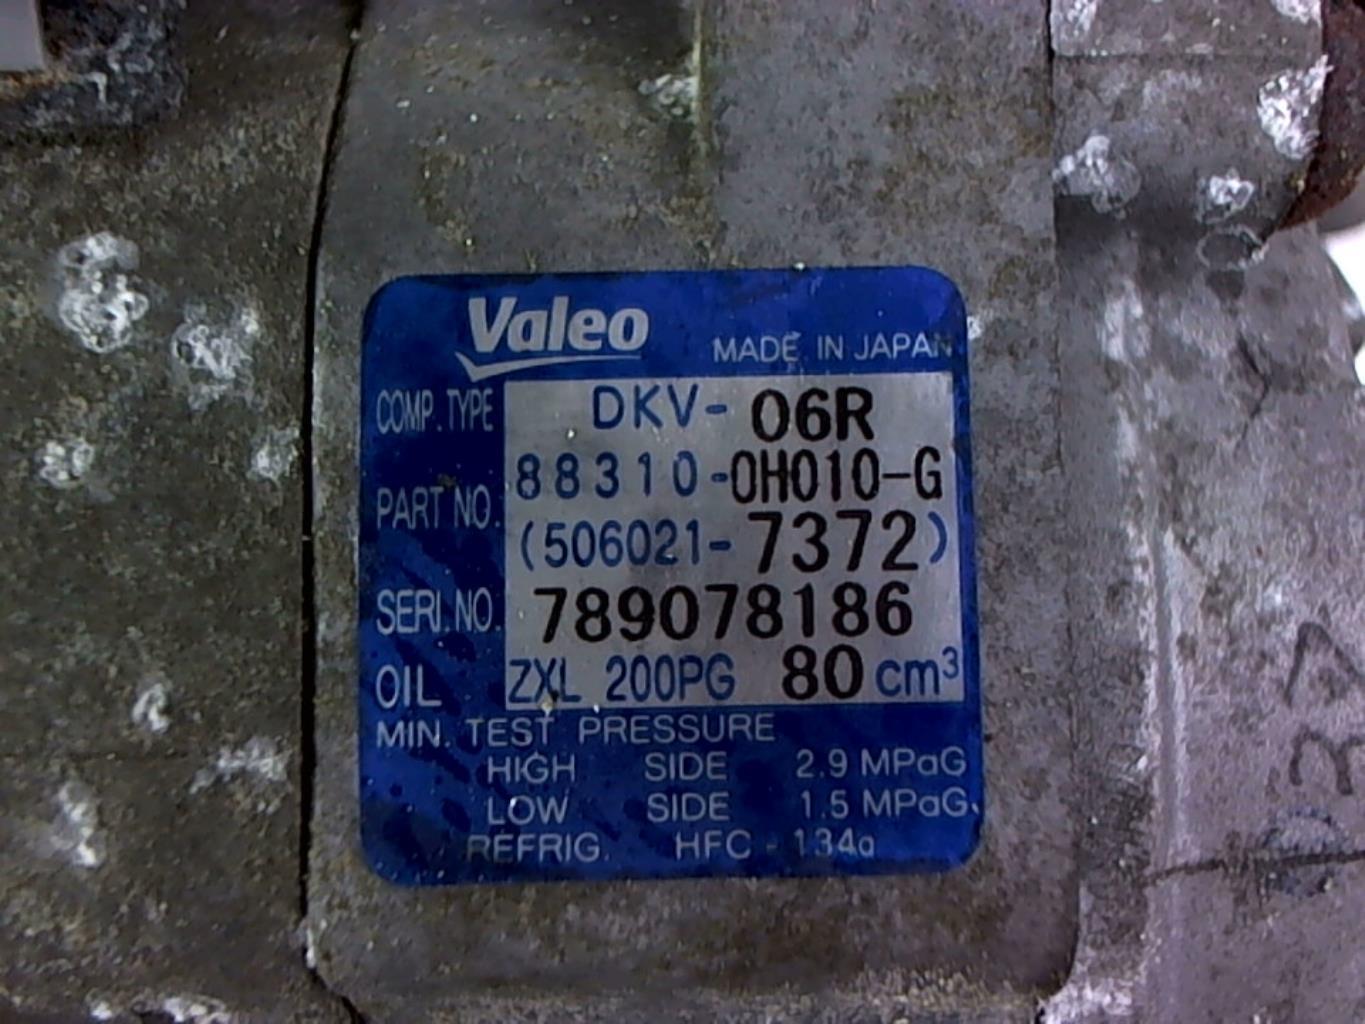 Valeo MADE IN JAPAN
COMP. TYPE DKV- 06R
PART NO. 88310-0H010-G
(506021-7372)
SERI. NO. 789078186
OIL ZXL 200PG 80 cm³
MIN. TEST PRESSURE
HIGH SIDE 2.9 MPaG
LOW SIDE 1.5 MPaG
REFRIG. HFC - 134a